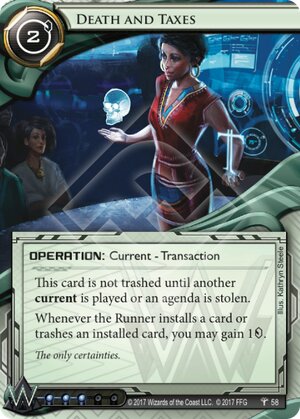 Death and Taxes
2
OPERATION: Current - Transaction
This card is not trashed until another
current is played or an agenda is stolen.
Whenever the Runner installs a card or
trashes an installed card, you may gain 1
The only certainties.
Illus. Kathryn Steele
© 2017 Wizards of the Coast LLC. © 2017 FFG
58